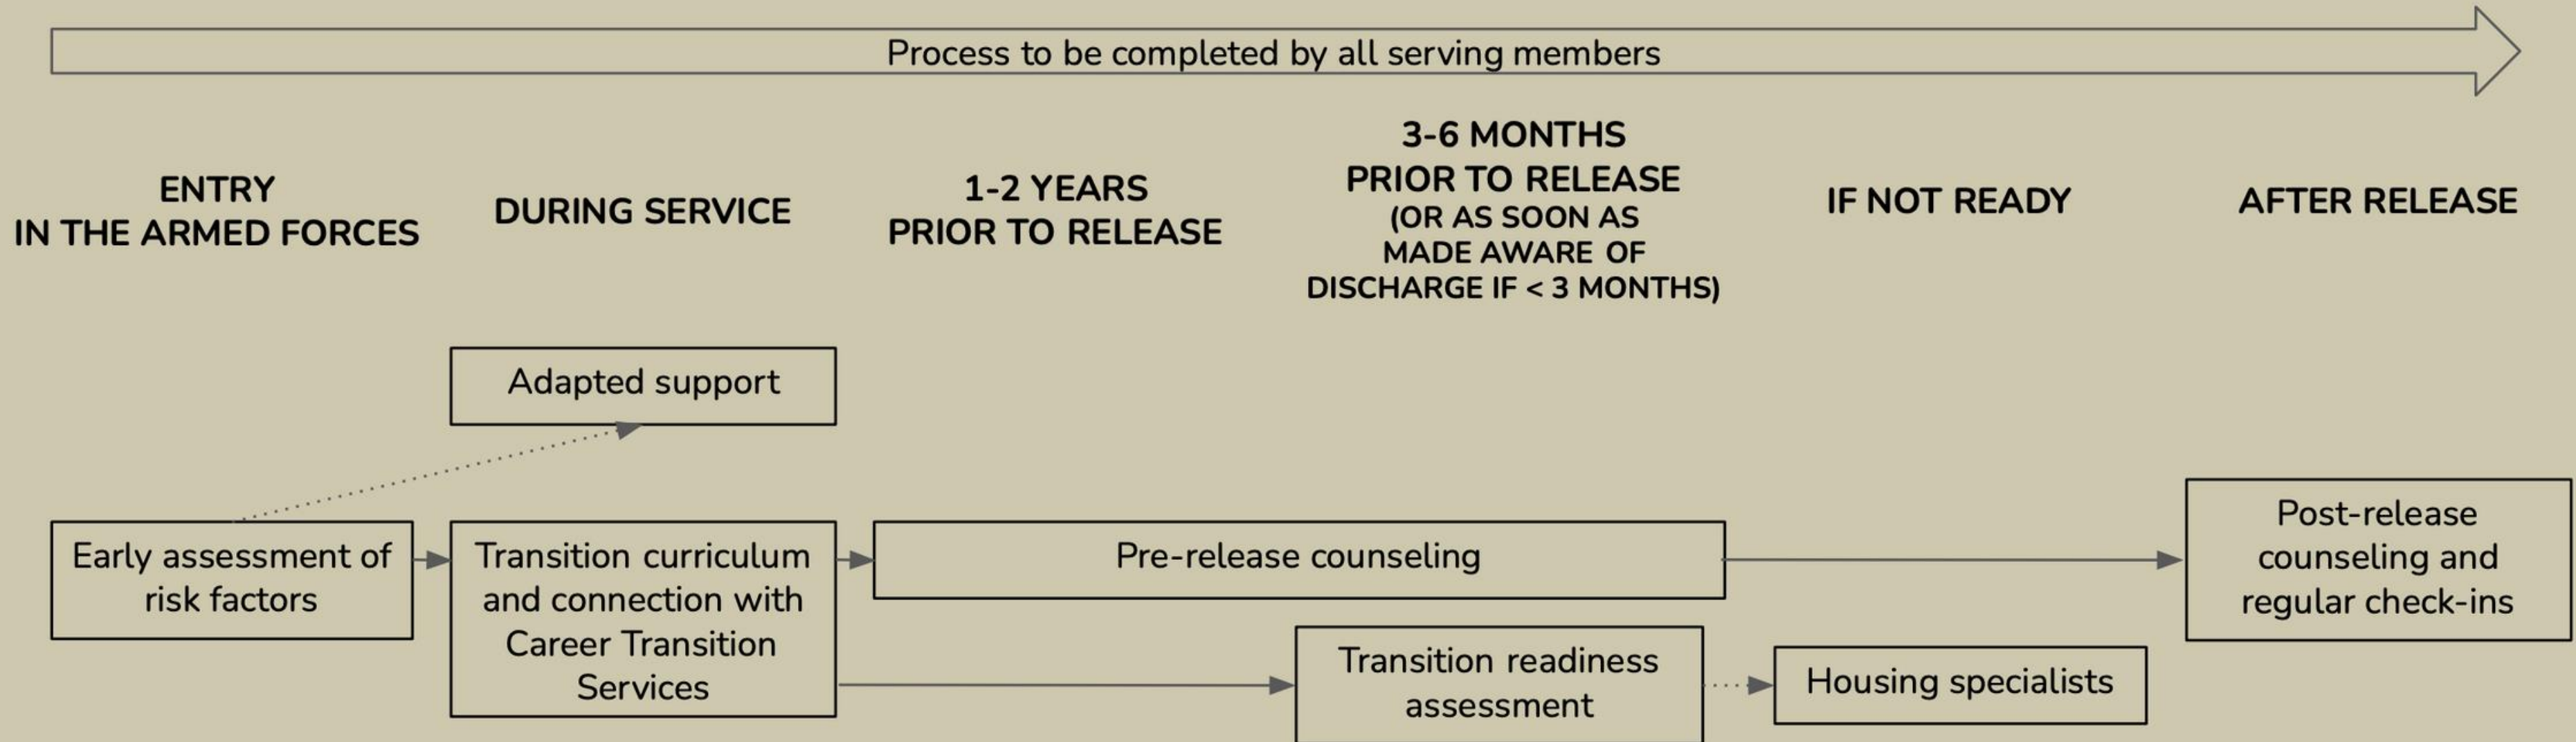 Process to be completed by all serving members
ENTRY
IN THE ARMED FORCES
DURING SERVICE
1-2 YEARS
PRIOR TO RELEASE
3-6 MONTHS
PRIOR TO RELEASE
(OR AS SOON AS
MADE AWARE OF
DISCHARGE IF < 3 MONTHS)
IF NOT READY
AFTER RELEASE
Adapted support
Early assessment of
risk factors
Transition curriculum
and connection with
Career Transition
Services
Pre-release counseling
Transition readiness
assessment
Housing specialists
Post-release
counseling and
regular check-ins